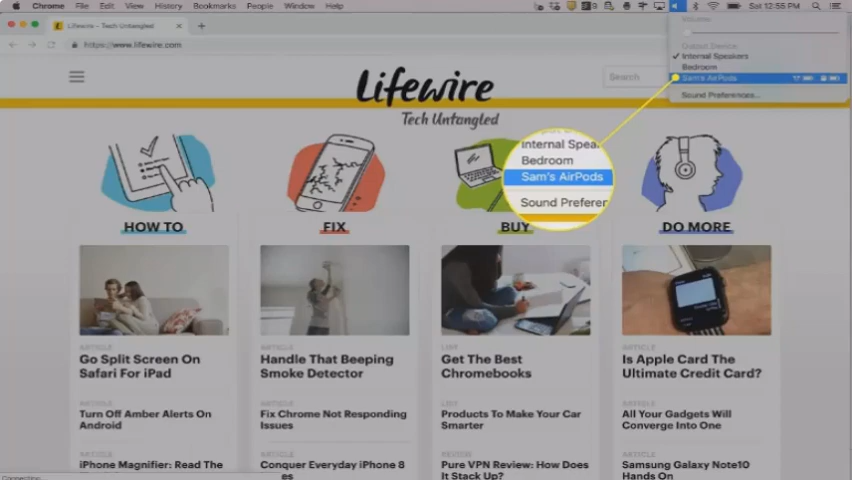 Chrome File Edit View History Bookmarks People Window Help
Sat 12:55 PM
Lifewire - Tech Untangled
https://www.lifewire.com
Volume:
Output Device:
Internal Speakers
Bedroom
Sam's AirPods
Sound Preferences...
Lifewire
Tech Untangled
Search
Internal Spea
Bedroom
Sam's AirPods
Sound Preferen
HOW TO
FIX
BUY
DO MORE
ARTICLE
Go Split Screen On
Safari For iPad
Turn Off Amber Alerts On
Android
iPhone Magnifier: Read The
ARTICLE
Handle That Beeping
Smoke Detector
ARTICLE
Fix Chrome Not Responding
Issues
ARTICLE
Conquer Everyday iPhone 8
LIST
Get The Best
Chromebooks
LIST
Products To Make Your Car
Smarter
REVIEW
Pure VPN Review: How Does
It Stack Up?
ARTICLE
Is Apple Card The
Ultimate Credit Card?
ARTICLE
All Your Gadgets Will
Converge Into One
ARTICLE
Samsung Galaxy Note10
Hands On
Connecting...